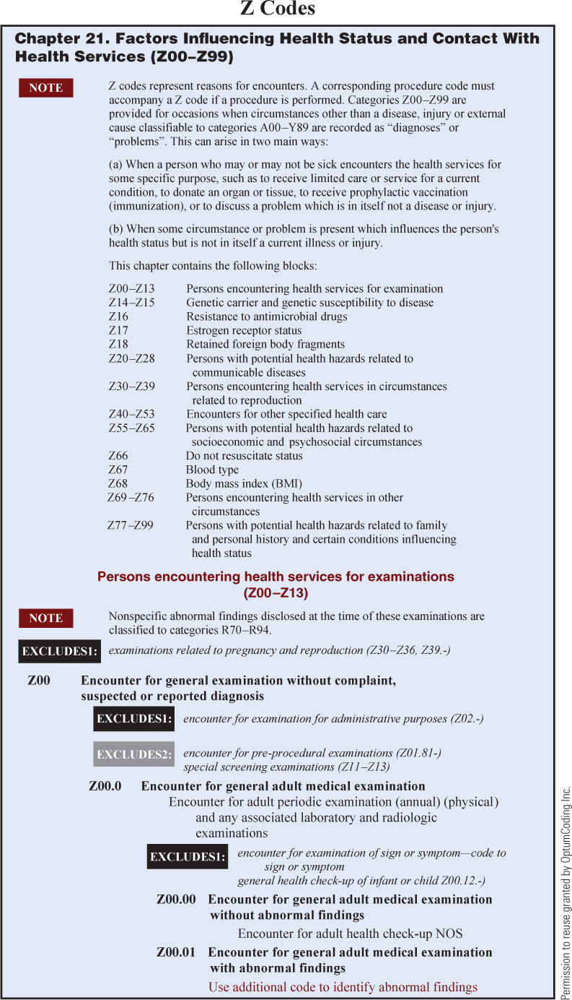 Z Codes
Chapter 21. Factors Influencing Health Status and Contact With
Health Services (Z00–Z99)
NOTE Z codes represent reasons for encounters. A corresponding procedure code must
accompany a Z code if a procedure is performed. Categories Z00–Z99 are
provided for occasions when circumstances other than a disease, injury or external
cause classifiable to categories A00–Y89 are recorded as “diagnoses” or
“problems”. This can arise in two main ways:
(a) When a person who may or may not be sick encounters the health services for
some specific purpose, such as to receive limited care or service for a current
condition, to donate an organ or tissue, to receive prophylactic vaccination
(immunization), or to discuss a problem which is in itself not a disease or injury.
(b) When some circumstance or problem is present which influences the person's
health status but is not in itself a current illness or injury.
This chapter contains the following blocks:
Z00–Z13 Persons encountering health services for examination
Z14–Z15 Genetic carrier and genetic susceptibility to disease
Z16 Resistance to antimicrobial drugs
Z17 Estrogen receptor status
Z18 Retained foreign body fragments
Z20–Z28 Persons with potential health hazards related to
communicable diseases
Z30–Z39 Persons encountering health services in circumstances
related to reproduction
Z40–Z53 Encounters for other specified health care
Z55–Z65 Persons with potential health hazards related to
socioeconomic and psychosocial circumstances
Z66 Do not resuscitate status
Z67 Blood type
Z68 Body mass index (BMI)
Z69–Z76 Persons encountering health services in other
circumstances
Z77–Z99 Persons with potential health hazards related to family
and personal history and certain conditions influencing
health status
Persons encountering health services for examinations
(Z00–Z13)
NOTE Nonspecific abnormal findings disclosed at the time of these examinations are
classified to categories R70–R94.
EXCLUDES1: examinations related to pregnancy and reproduction (Z30–Z36, Z39.-)
Z00 Encounter for general examination without complaint,
suspected or reported diagnosis
EXCLUDES1: encounter for examination for administrative purposes (Z02.-)
EXCLUDES2: encounter for pre-procedural examinations (Z01.81-)
special screening examinations (Z11–Z13)
Z00.0 Encounter for general adult medical examination
Encounter for adult periodic examination (annual) (physical)
and any associated laboratory and radiologic
examinations
EXCLUDES1: encounter for examination of sign or symptom—code to
sign or symptom
general health check-up of infant or child Z00.12.-)
Z00.00 Encounter for general adult medical examination
without abnormal findings
Encounter for adult health check-up NOS
Z00.01 Encounter for general adult medical examination
with abnormal findings
Use additional code to identify abnormal findings
Permission to reuse granted by OptumCoding Inc.